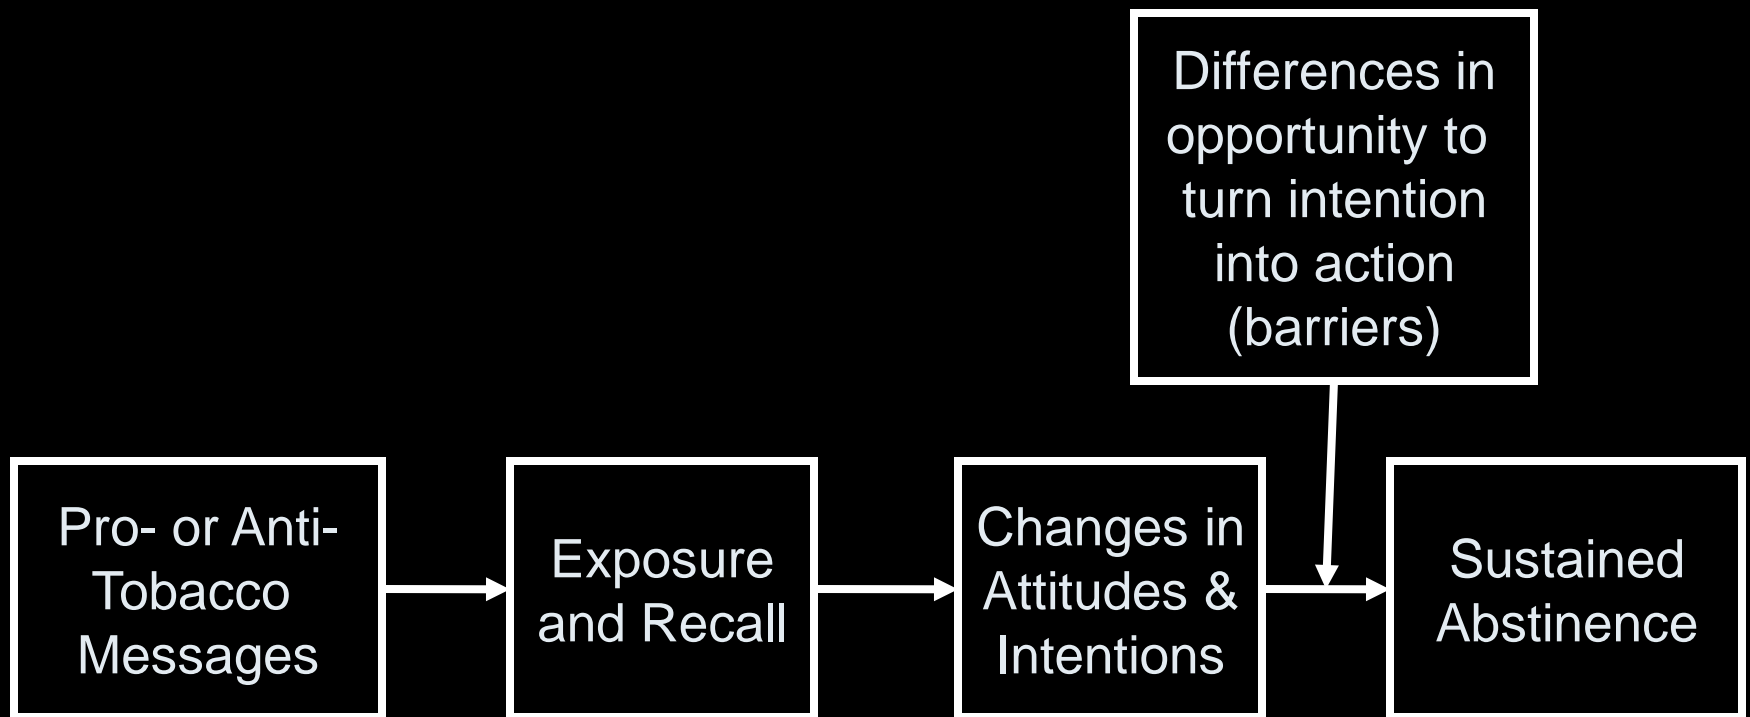 Differences in
opportunity to
turn intention
into action
(barriers)
Pro- or Anti-
Tobacco
Messages
Exposure
and Recall
Changes in
Attitudes &
Intentions
Sustained
Abstinence